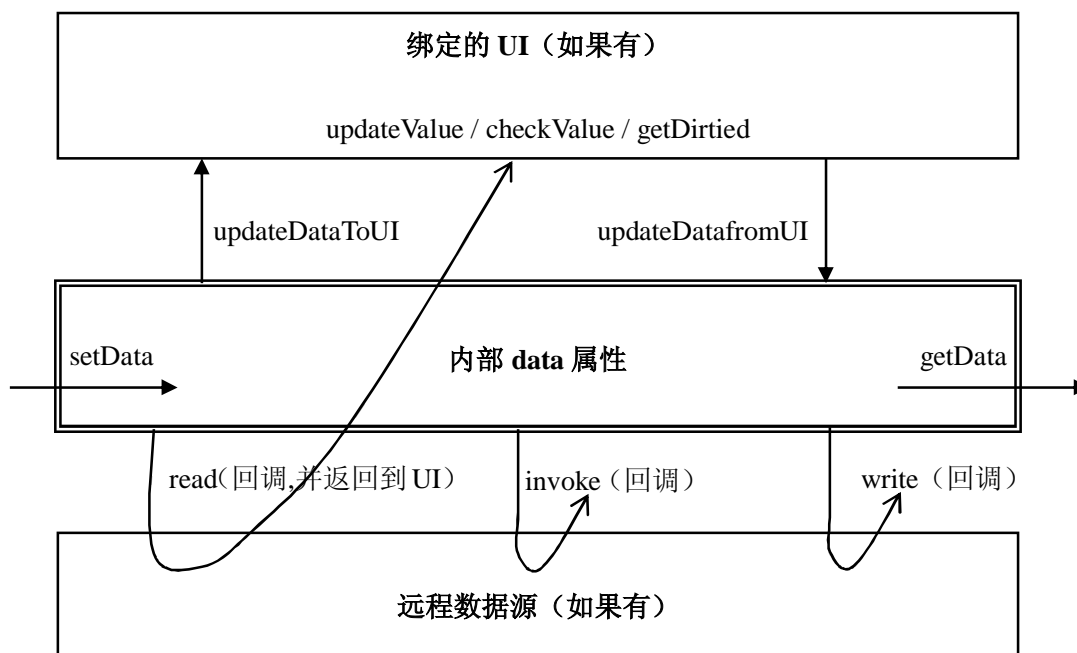 绑定的 UI（如果有）
updateValue / checkValue / getDirtied
updateDataToUI
updateDatafromUI
setData
内部 data 属性
getData
read（回调,并返回到 UI）
invoke（回调）
write（回调）
远程数据源（如果有）